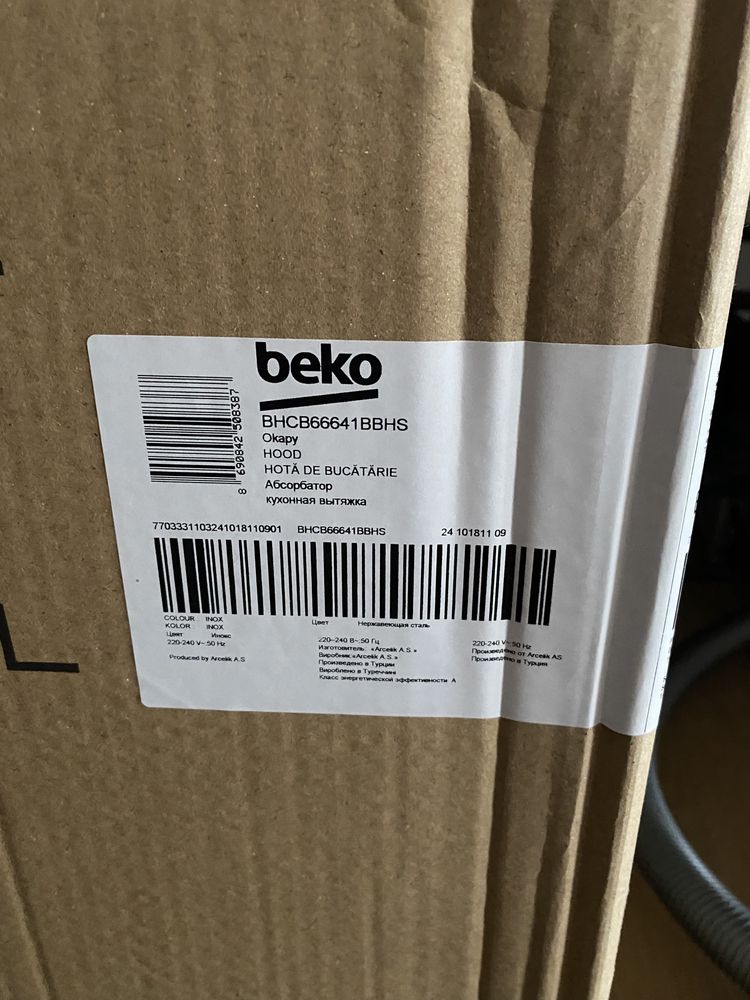 beko
BHCB66641BBHS
Okapy
HOOD
HOTĂ DE BUCĂTĂRIE
Абсорбатор
кухонная вытяжка
8 690842 508387
7703331103241018110901 BHCB66641BBHS 24 101811 09
COLOUR INOX
KOLOR INOX
Цвят Инокс
220-240 V~ 50 Hz
Produced by Arcelik A.S
Цвет Нержавеющая сталь
220-240 В~ 50 Гц
Изготовитель: «Arcelik A.S.»
Виробник «Arcelik A.S.»
Произведено в Турции
Вироблено в Туреччині
Класс энергетической эффективности A
220-240 V~ 50 Hz
Произведено от Arcelik AS
Произведено в Турция